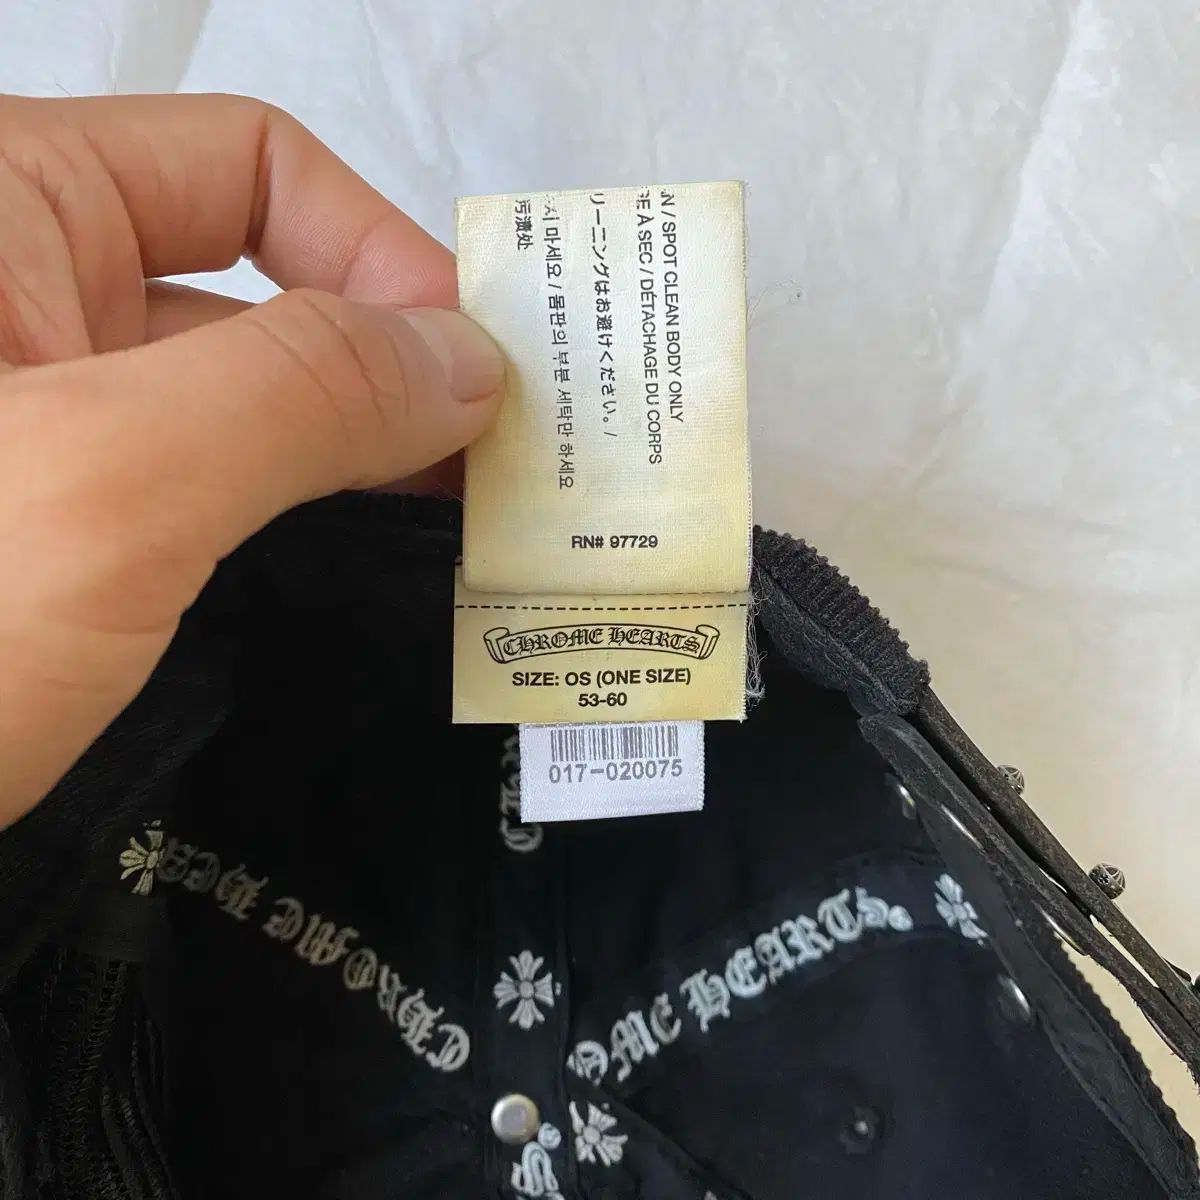 N / SPOT CLEAN BODY ONLY
E À SEC / DÉTACHAGE DU CORPS
リーニングはお避けください。/
시 마세요 / 몸판의 부분 세탁만 하세요
污渍处
RN# 97729
CHROME HEARTS
SIZE: OS (ONE SIZE)
53-60
017-020075
CHROME HE
OME HEARTS®
S®